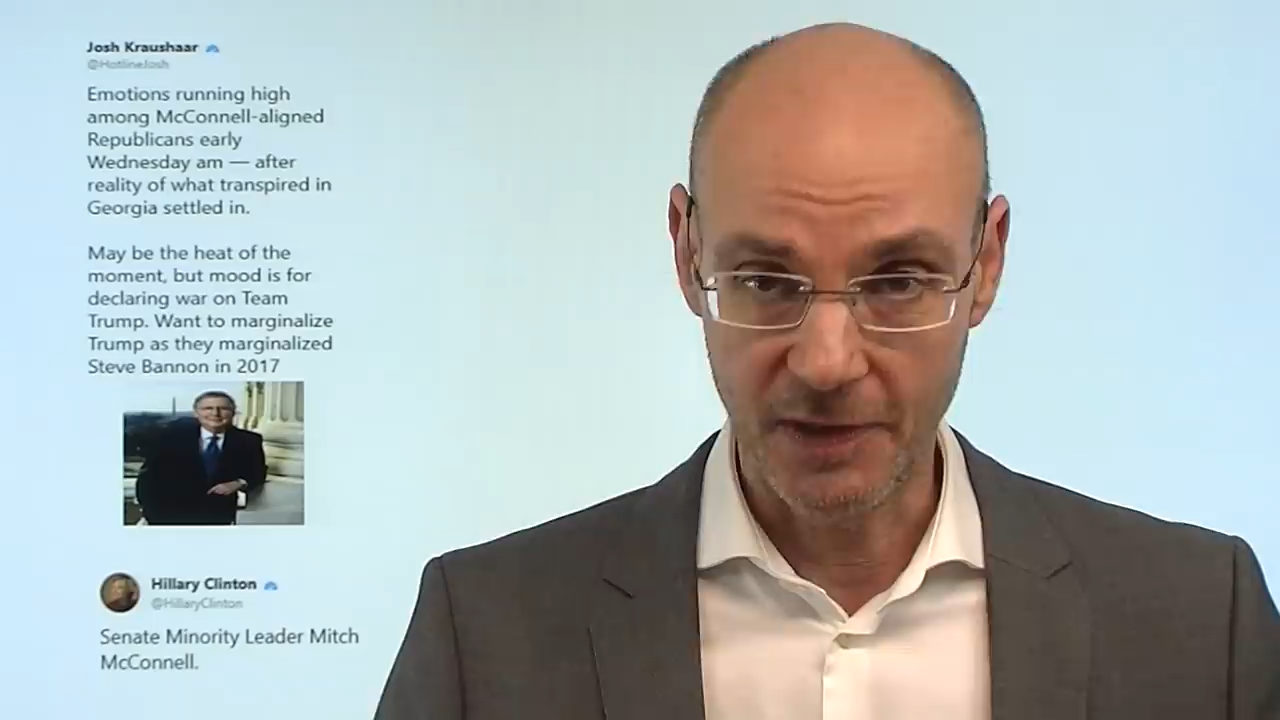 Josh Kraushaar
@HotlineJosh
Emotions running high
among McConnell-aligned
Republicans early
Wednesday am — after
reality of what transpired in
Georgia settled in.
May be the heat of the
moment, but mood is for
declaring war on Team
Trump. Want to marginalize
Trump as they marginalized
Steve Bannon in 2017
Hillary Clinton
@HillaryClinton
Senate Minority Leader Mitch
McConnell.